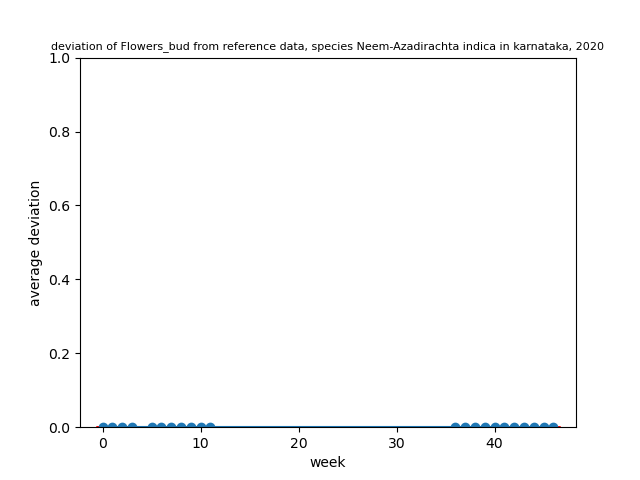 deviation of Flowers_bud from reference data, species Neem-Azadirachta indica in karnataka, 2020
1.0
0.8
0.6
0.4
0.2
0.0
average deviation
0 10 20 30 40
week